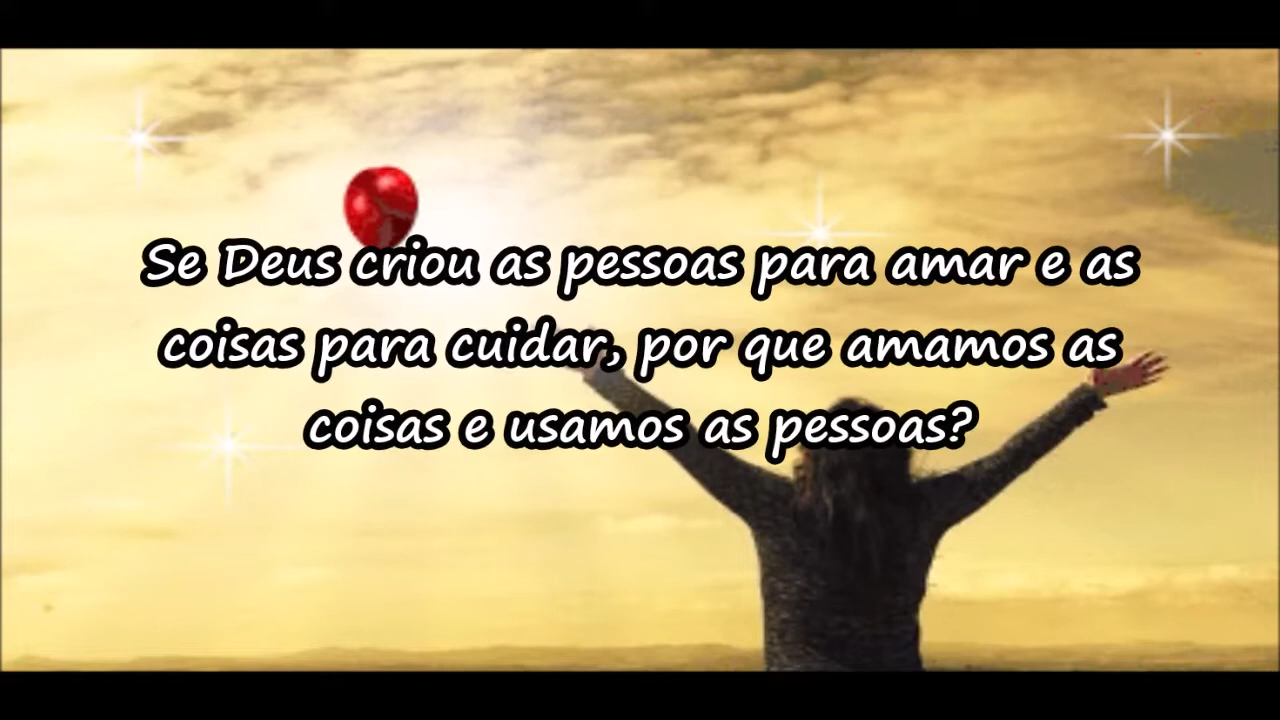 Se Deus criou as pessoas para amar e as
coisas para cuidar, por que amamos as
coisas e usamos as pessoas?